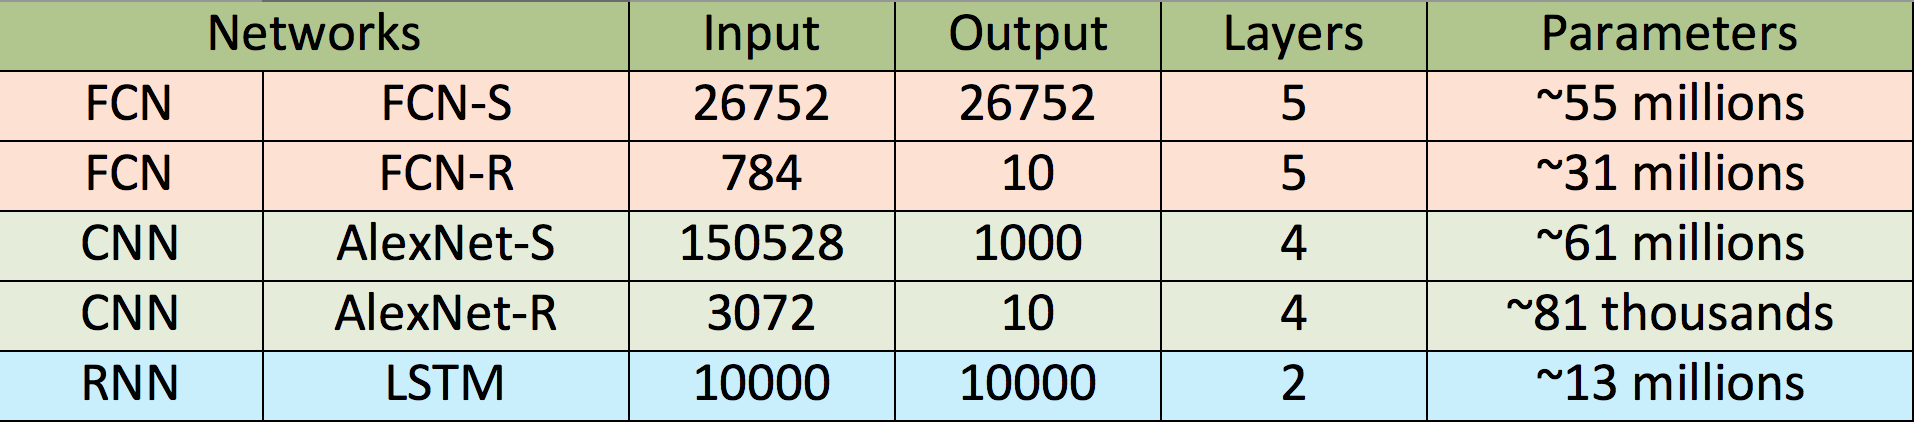 Networks Input Output Layers Parameters
FCN FCN-S 26752 26752 5 ~55 millions
FCN FCN-R 784 10 5 ~31 millions
CNN AlexNet-S 150528 1000 4 ~61 millions
CNN AlexNet-R 3072 10 4 ~81 thousands
RNN LSTM 10000 10000 2 ~13 millions